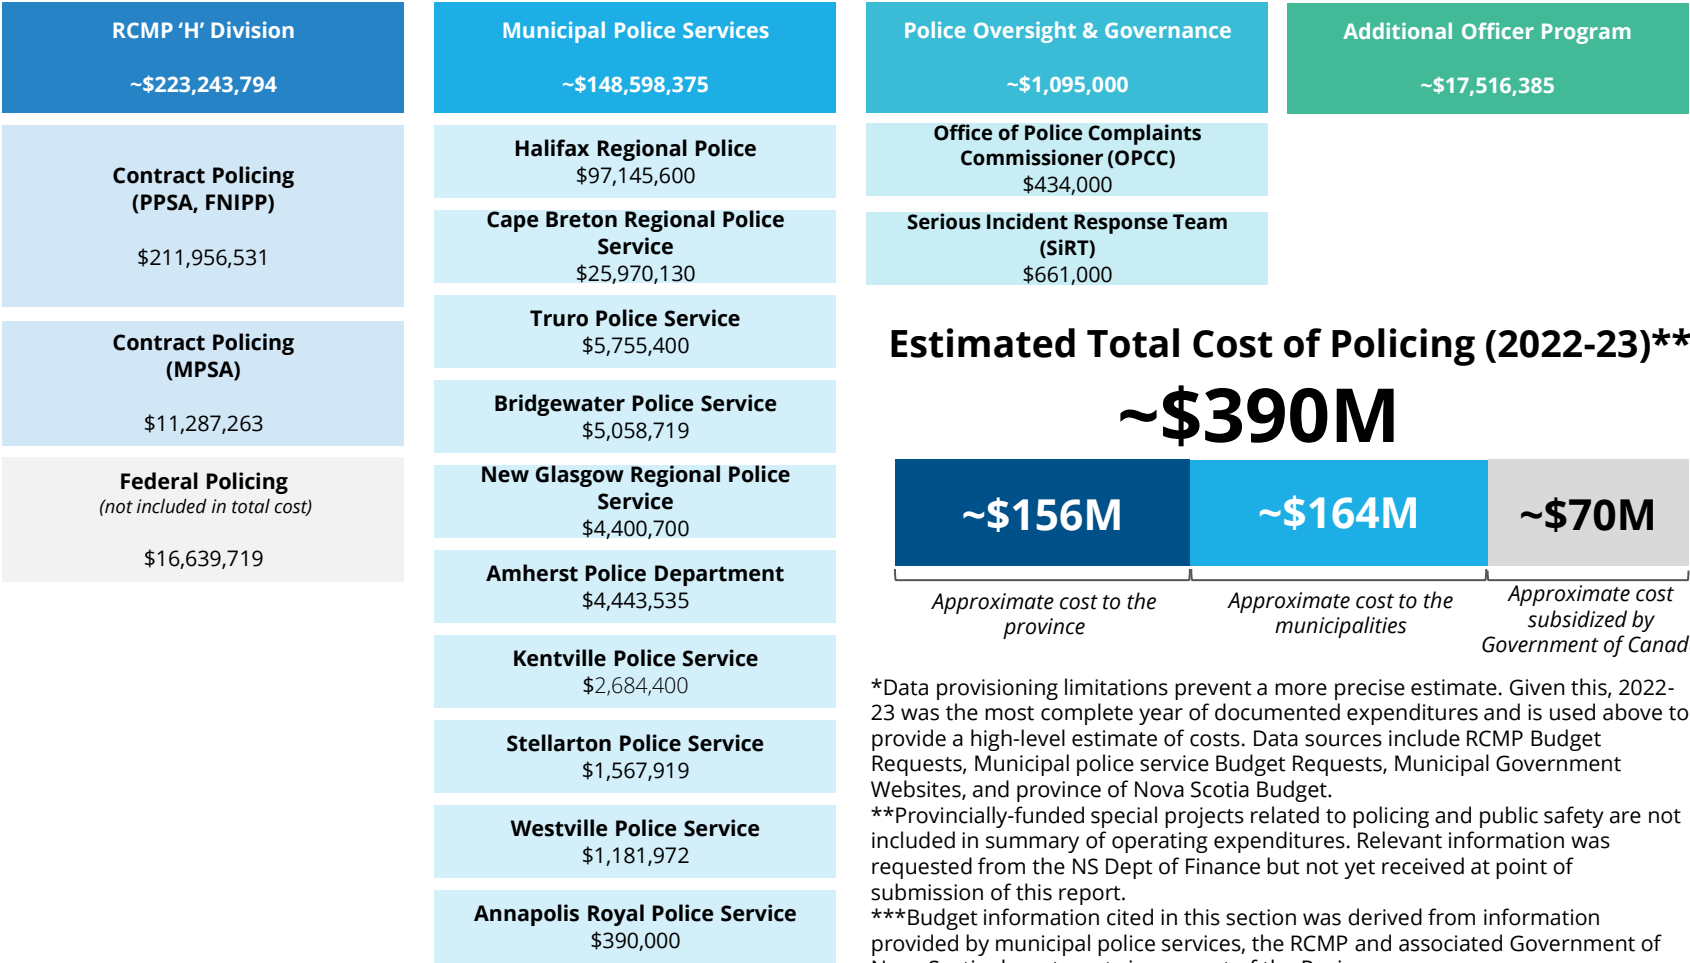 RCMP ‘H’ Division
~$223,243,794
Contract Policing
(PPSA, FNIPP)
$211,956,531
Contract Policing
(MPSA)
$11,287,263
Federal Policing
(not included in total cost)
$16,639,719
Municipal Police Services
~$148,598,375
Halifax Regional Police
$97,145,600
Cape Breton Regional Police
Service
$25,970,130
Truro Police Service
$5,755,400
Bridgewater Police Service
$5,058,719
New Glasgow Regional Police
Service
$4,400,700
Amherst Police Department
$4,443,535
Kentville Police Service
$2,684,400
Stellarton Police Service
$1,567,919
Westville Police Service
$1,181,972
Annapolis Royal Police Service
$390,000
Police Oversight & Governance
~$1,095,000
Office of Police Complaints
Commissioner (OPCC)
$434,000
Serious Incident Response Team
(SiRT)
$661,000
Additional Officer Program
~$17,516,385
Estimated Total Cost of Policing (2022-23)**
~$390M
~$156M
~$164M
~$70M
Approximate cost to the
province
Approximate cost to the
municipalities
Approximate cost
subsidized by
Government of Canad
*Data provisioning limitations prevent a more precise estimate. Given this, 2022-
23 was the most complete year of documented expenditures and is used above to
provide a high-level estimate of costs. Data sources include RCMP Budget
Requests, Municipal police service Budget Requests, Municipal Government
Websites, and province of Nova Scotia Budget.
**Provincially-funded special projects related to policing and public safety are not
included in summary of operating expenditures. Relevant information was
requested from the NS Dept of Finance but not yet received at point of
submission of this report.
***Budget information cited in this section was derived from information
provided by municipal police services, the RCMP and associated Government of